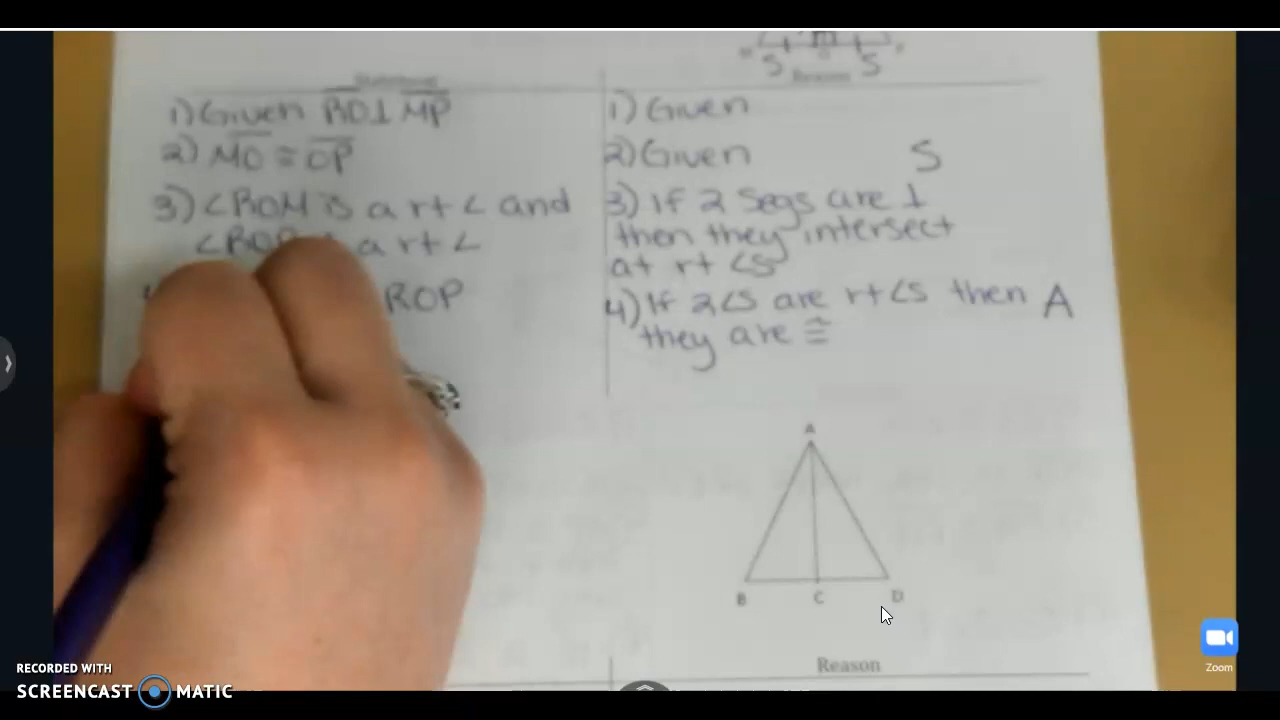 S S
Reason
1) Given RO ⊥ MP
1) Given
2) MO ≅ OP
2) Given S
3) ∠ROM is a rt ∠ and
∠ROP a rt ∠
3) If 2 segs are ⊥
then they intersect
at rt ∠s
ROP
4) If 2 ∠s are rt ∠s then A
they are ≅
A
B C D
Reason
Zoom
RECORDED WITH
SCREENCAST MATIC